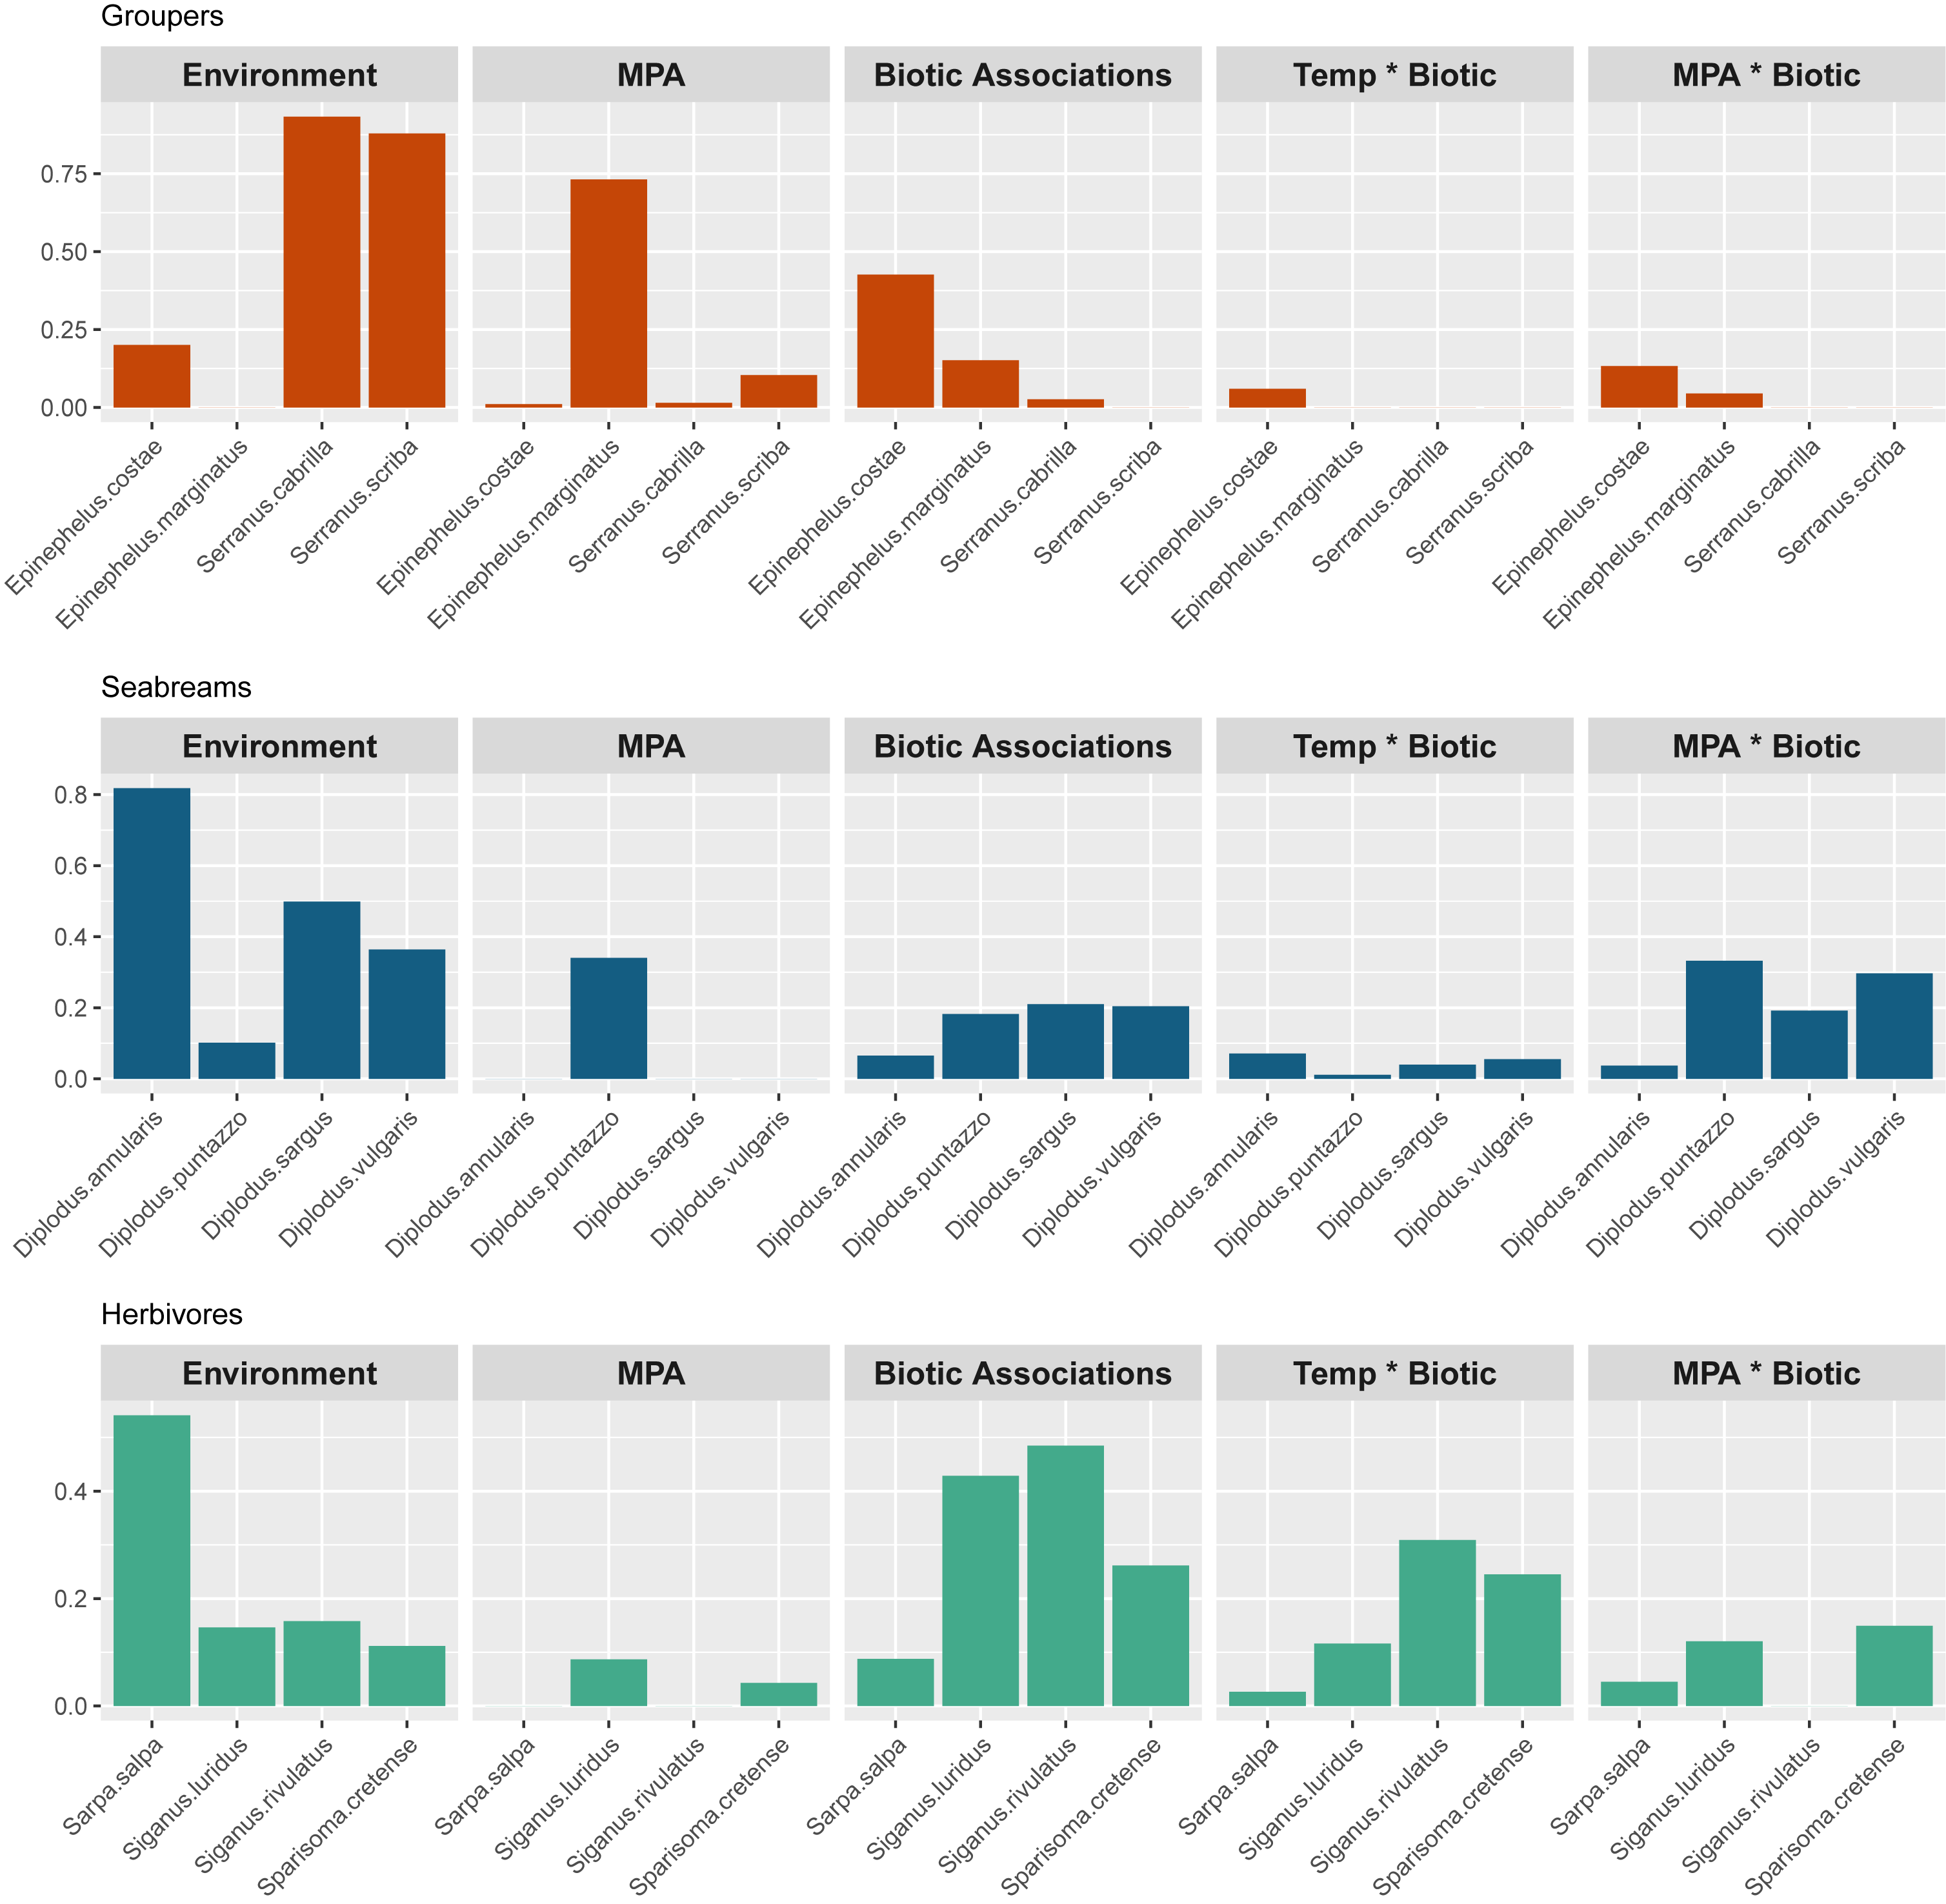 Groupers
Environment MPA Biotic Associations Temp * Biotic MPA * Biotic
0.75
0.50
0.25
0.00
Epinephelus.costae Epinephelus.marginatus Serranus.cabrilla Serranus.scriba Epinephelus.costae Epinephelus.marginatus Serranus.cabrilla Serranus.scriba Epinephelus.costae Epinephelus.marginatus Serranus.cabrilla Serranus.scriba Epinephelus.costae Epinephelus.marginatus Serranus.cabrilla Serranus.scriba Epinephelus.costae Epinephelus.marginatus Serranus.cabrilla Serranus.scriba
Seabreams
Environment MPA Biotic Associations Temp * Biotic MPA * Biotic
0.8
0.6
0.4
0.2
0.0
Diplodus.annularis Diplodus.puntazzo Diplodus.sargus Diplodus.vulgaris Diplodus.annularis Diplodus.puntazzo Diplodus.sargus Diplodus.vulgaris Diplodus.annularis Diplodus.puntazzo Diplodus.sargus Diplodus.vulgaris Diplodus.annularis Diplodus.puntazzo Diplodus.sargus Diplodus.vulgaris Diplodus.annularis Diplodus.puntazzo Diplodus.sargus Diplodus.vulgaris
Herbivores
Environment MPA Biotic Associations Temp * Biotic MPA * Biotic
0.4
0.2
0.0
Sarpa.salpa Siganus.luridus Siganus.rivulatus Sparisoma.cretense Sarpa.salpa Siganus.luridus Siganus.rivulatus Sparisoma.cretense Sarpa.salpa Siganus.luridus Siganus.rivulatus Sparisoma.cretense Sarpa.salpa Siganus.luridus Siganus.rivulatus Sparisoma.cretense Sarpa.salpa Siganus.luridus Siganus.rivulatus Sparisoma.cretense